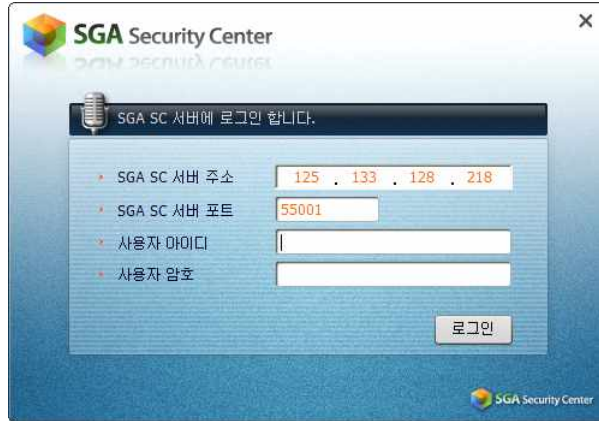 SGA Security Center
SGA SC 서버에 로그인 합니다.
SGA SC 서버 주소 125 . 133 . 128 . 218
SGA SC 서버 포트 55001
사용자 아이디
사용자 암호
로그인
SGA Security Center